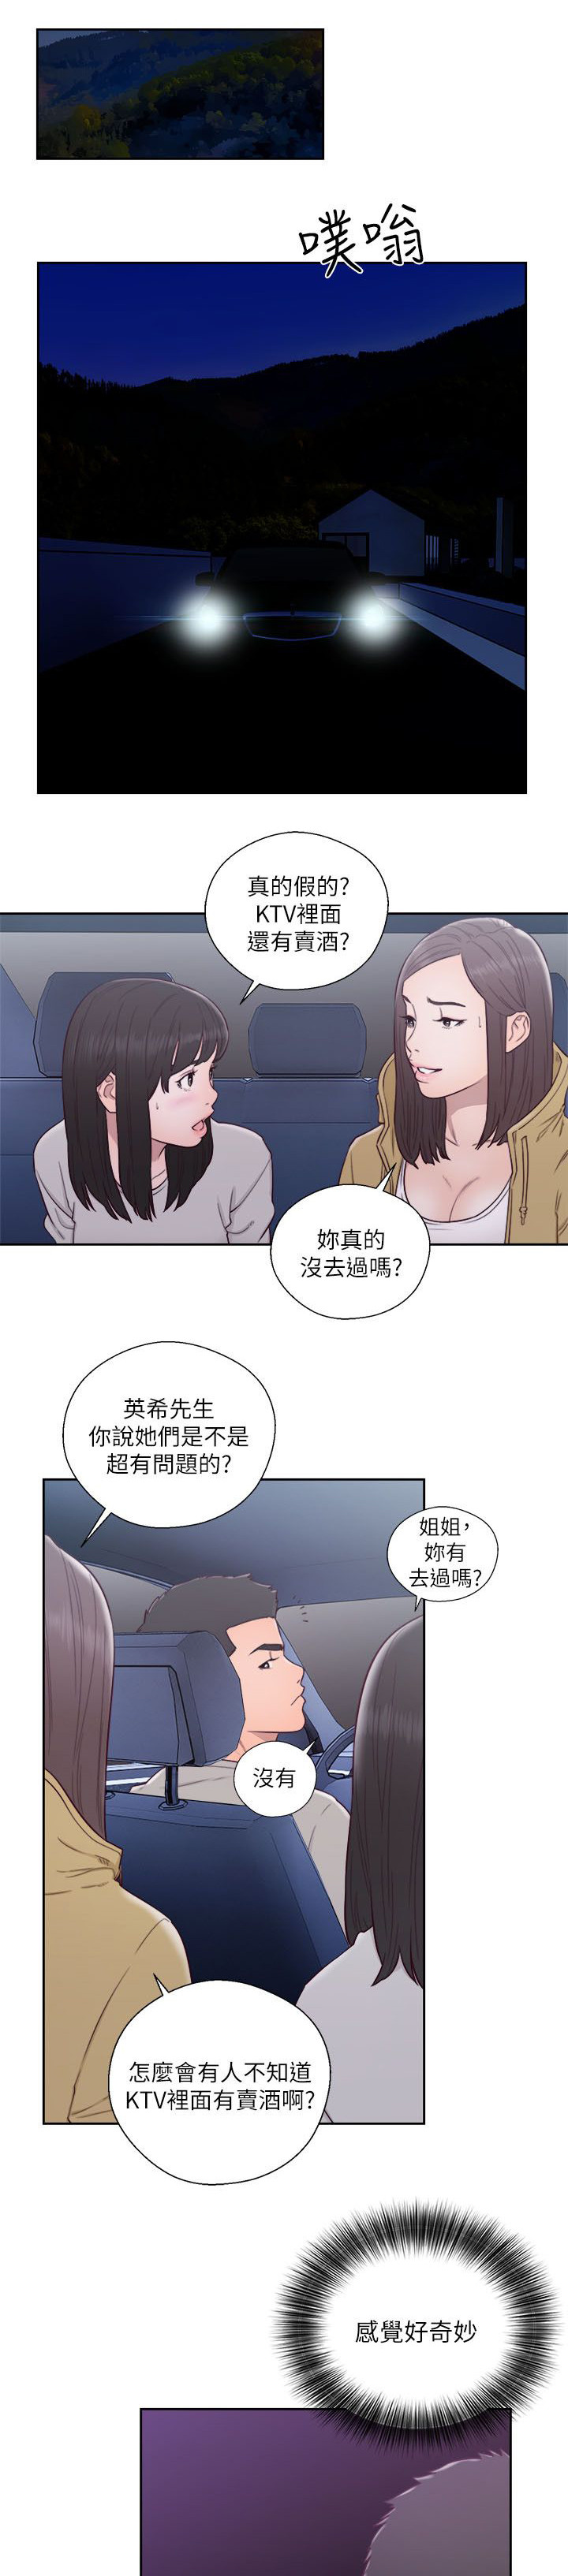 噗嗡
真的假的?
KTV裡面
還有賣酒?
妳真的
沒去過嗎?
英希先生
你說她們是不是
超有問題的?
姐姐,
妳有
去過嗎?
沒有
怎麼會有人不知道
KTV裡面有賣酒啊?
感覺好奇妙